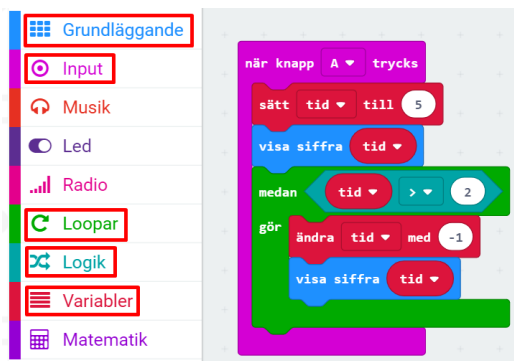 Grundläggande
Input
Musik
Led
Radio
Loopar
Logik
Variabler
Matematik
när knapp A trycks
sätt tid till 5
visa siffra tid
medan tid > 2
gör
ändra tid med -1
visa siffra tid